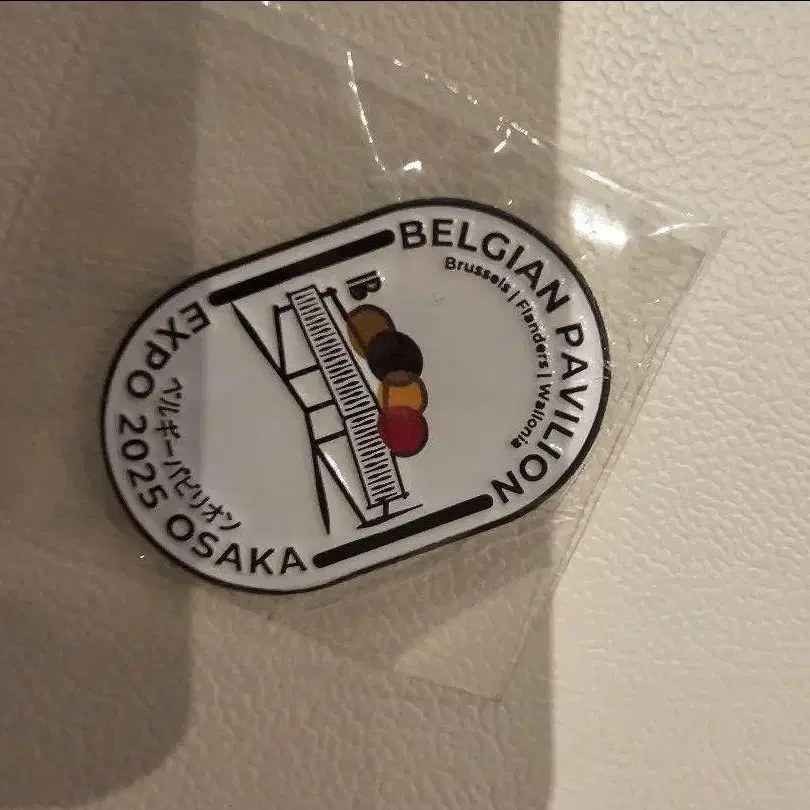 BELGIAN PAVILION
Brussels | Flanders | Wallonia
B
ベルギーパビリオン
EXPO 2025 OSAKA